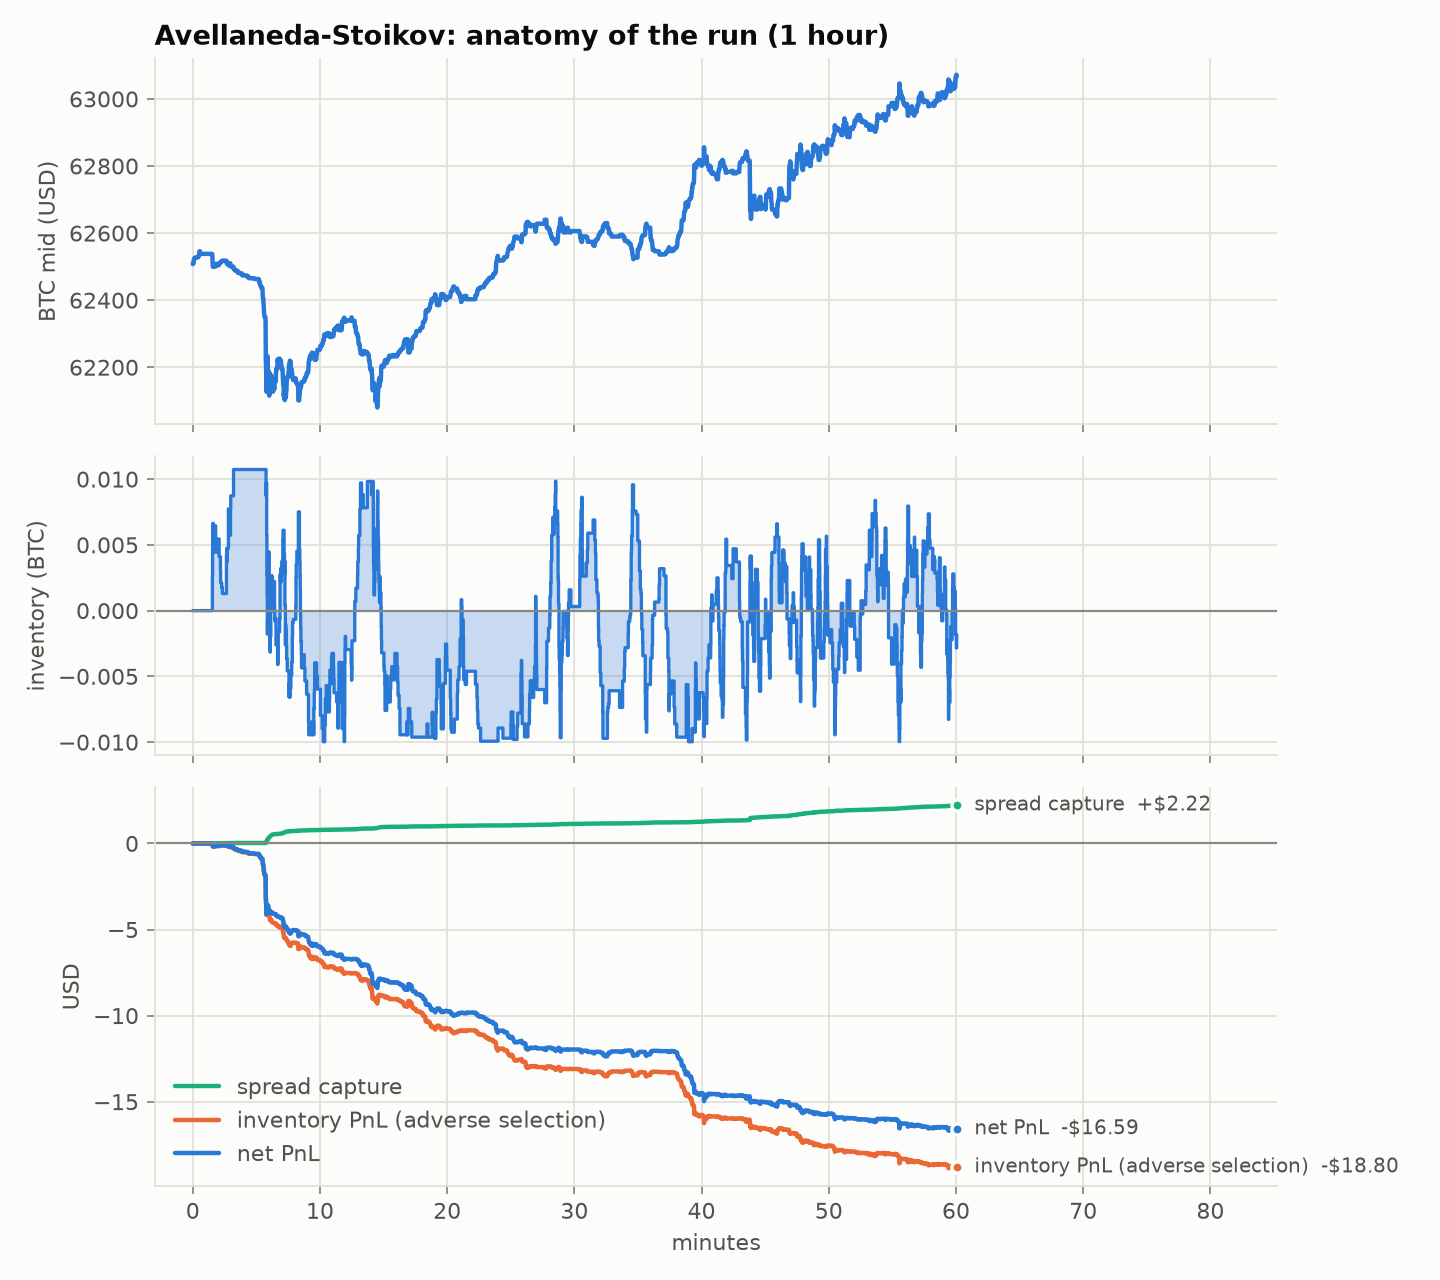 Avellaneda-Stoikov: anatomy of the run (1 hour)
BTC mid (USD)
63000
62800
62600
62400
62200
inventory (BTC)
0.010
0.005
0.000
−0.005
−0.010
USD
0
−5
−10
−15
spread capture +$2.22
net PnL -$16.59
inventory PnL (adverse selection) -$18.80
spread capture
inventory PnL (adverse selection)
net PnL
0 10 20 30 40 50 60 70 80
minutes